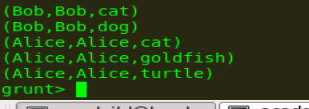 (Bob,Bob,cat)
(Bob,Bob,dog)
(Alice,Alice,cat)
(Alice,Alice,goldfish)
(Alice,Alice,turtle)
grunt>